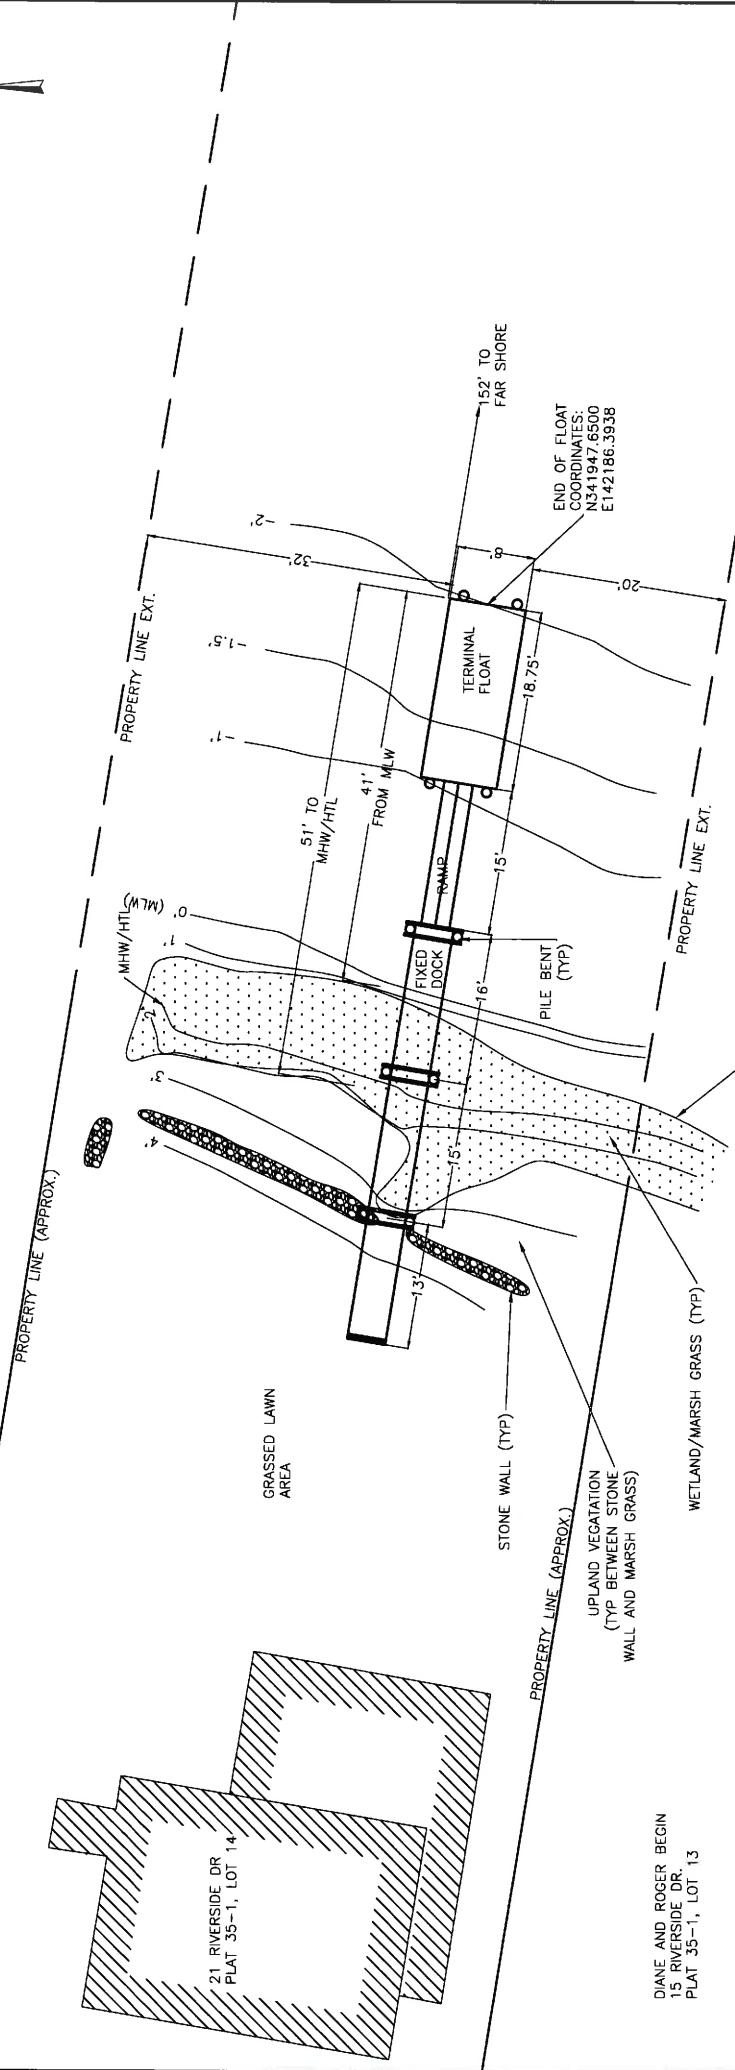 PROPERTY LINE EXT.
152' TO
FAR SHORE
END OF FLOAT
COORDINATES:
N341947.6500
E142186.3938
-2'
32'
8'
20'
-1.5'
TERMINAL
FLOAT
18.75'
-1'
51' TO
MHW/HTL
41'
FROM MLW
RAMP
15'
PROPERTY LINE EXT.
MHW/HTL
0' (MLW)
1'
FIXED
DOCK
16'
PILE BENT
(TYP)
2'
3'
4'
15'
13'
PROPERTY LINE (APPROX.)
GRASSED LAWN
AREA
STONE WALL (TYP)
WETLAND/MARSH GRASS (TYP)
UPLAND VEGATATION
(TYP BETWEEN STONE
WALL AND MARSH GRASS)
PROPERTY LINE (APPROX.)
21 RIVERSIDE DR
PLAT 35-1, LOT 14
DIANE AND ROGER BEGIN
15 RIVERSIDE DR.
PLAT 35-1, LOT 13